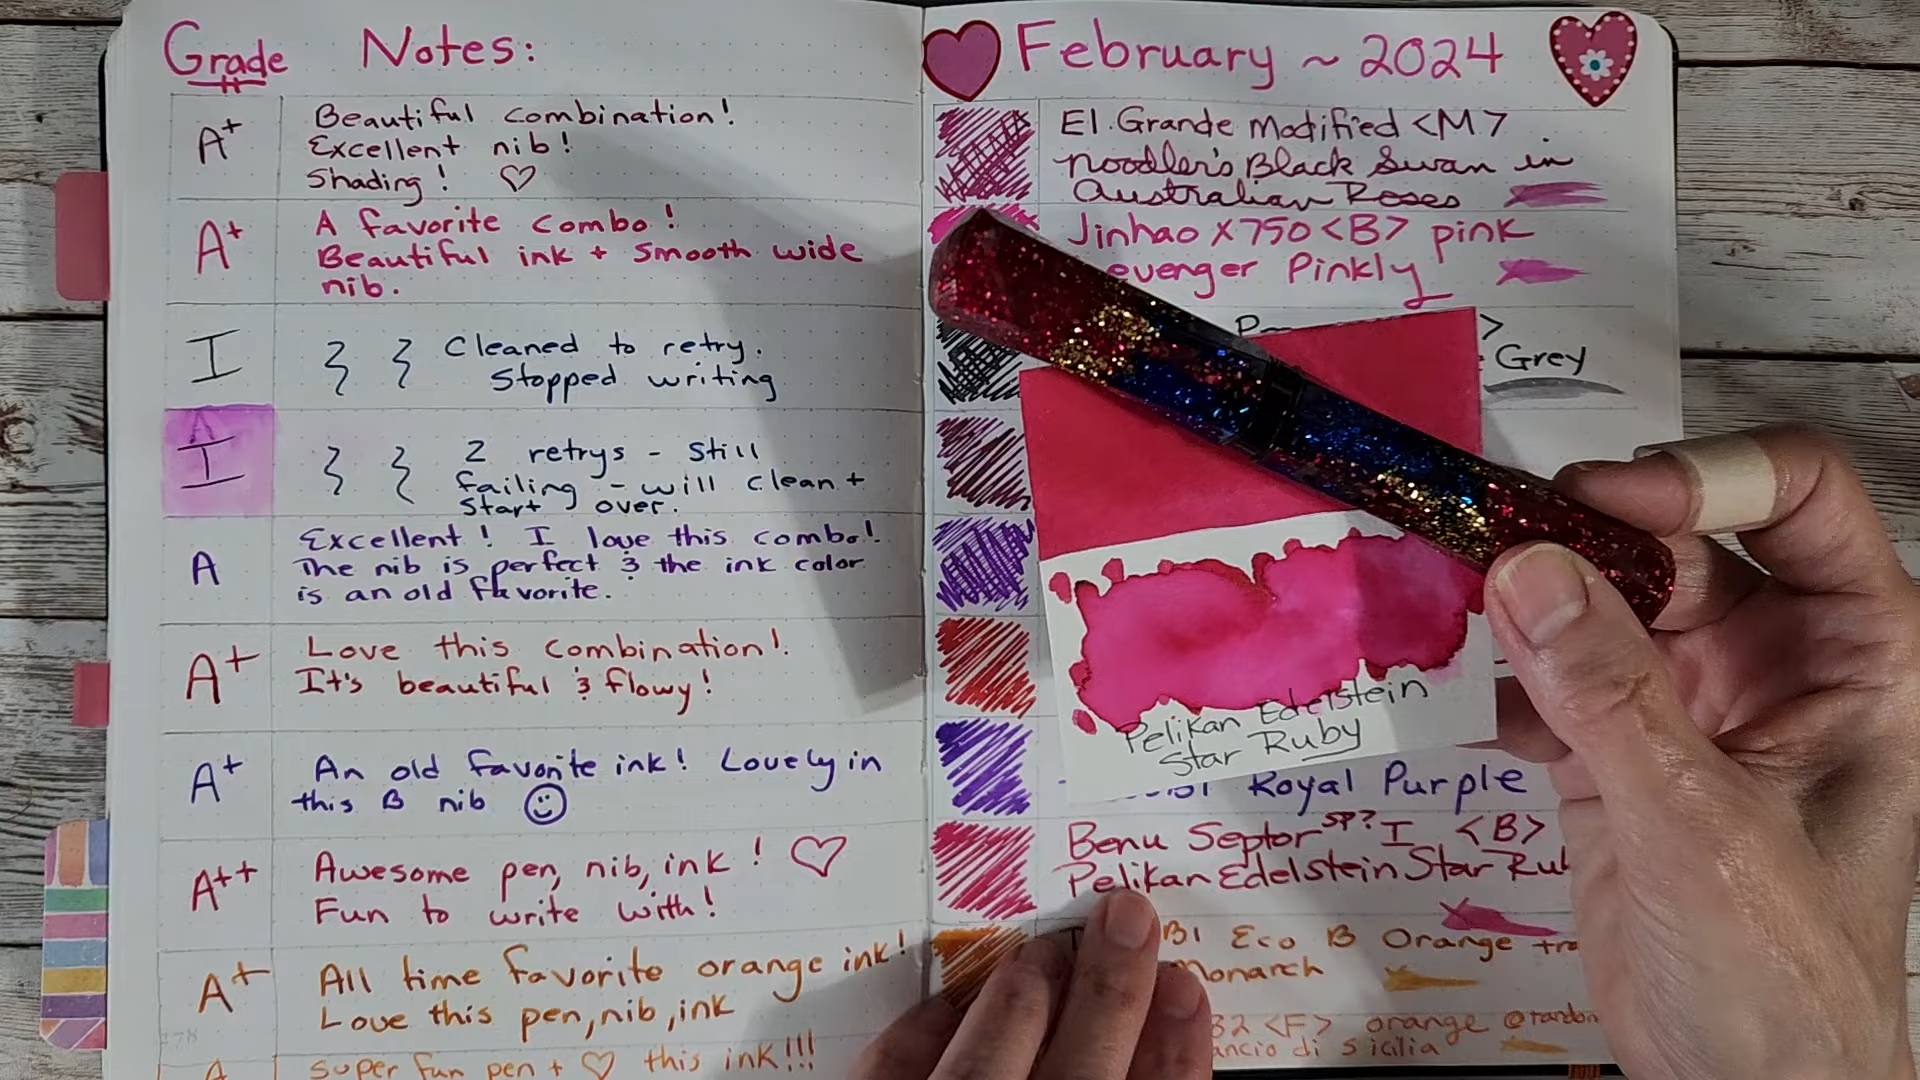 Grade Notes:
A+
Beautiful combination!
Excellent nib!
Shading! ♡
A+
A favorite combo!
Beautiful ink + smooth wide
nib.
I
Cleaned to retry.
Stopped writing
I
2 retrys - still
failing - will clean +
start over.
A
Excellent! I love this combo!
The nib is perfect & the ink color
is an old favorite.
A+
Love this combination!
It's beautiful & flowy!
A+
An old favorite ink! Lovely in
this B nib ☺
A++
Awesome pen, nib, ink! ♡
Fun to write with!
A+
All time favorite orange ink!
Love this pen, nib, ink
A
super fun pen + ♡ this ink!!!
February ~ 2024
El Grande Modified <M>
Noodler's Black Swan in
Australian Roses
Jinhao X750 <B> pink
Pinkly
Grey
Pelikan Edelstein
Star Ruby
Royal Purple
Benu Septor sp? I <B>
Pelikan Edelstein Star
Eco B Orange
Monarch
<F> orange
di Sicilia